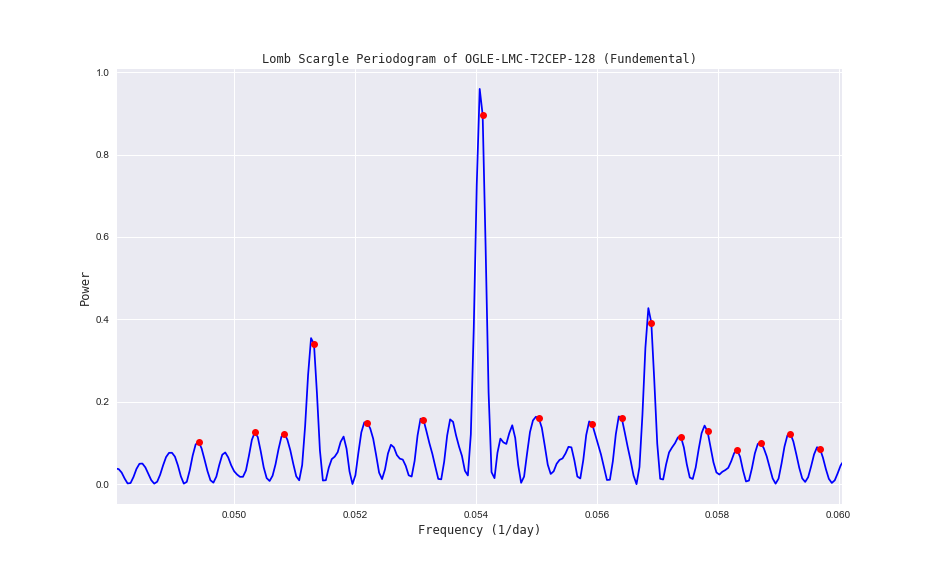 Lomb Scargle Periodogram of OGLE-LMC-T2CEP-128 (Fundemental)
1.0
0.8
0.6
0.4
0.2
0.0
Power
0.050 0.052 0.054 0.056 0.058 0.060
Frequency (1/day)